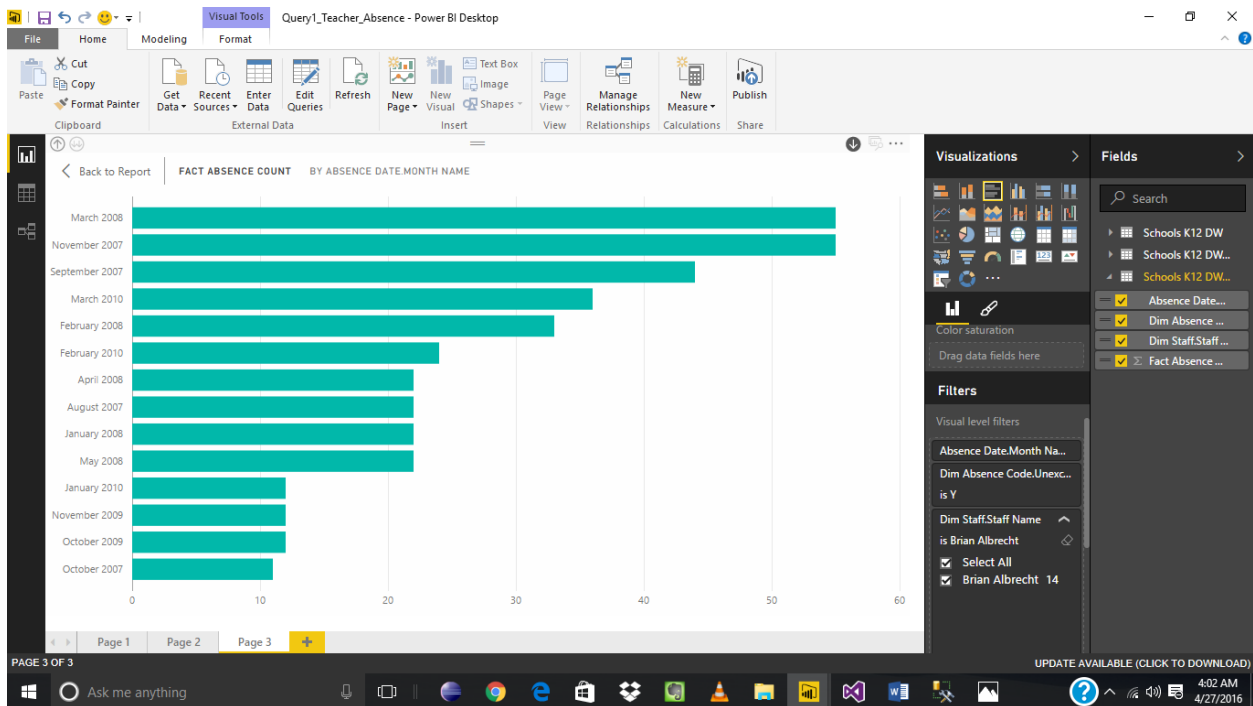 Visual Tools Query1_Teacher_Absence - Power BI Desktop
File Home Modeling Format
Paste Cut Copy Format Painter
Get Data Recent Sources Enter Data Edit Queries Refresh
New Page New Visual Text Box Image Shapes
Page View Manage Relationships New Measure Publish
Clipboard External Data Insert View Relationships Calculations Share
Back to Report FACT ABSENCE COUNT BY ABSENCE DATE.MONTH NAME
March 2008
November 2007
September 2007
March 2010
February 2008
February 2010
April 2008
August 2007
January 2008
May 2008
January 2010
November 2009
October 2009
October 2007
0 10 20 30 40 50 60
Visualizations
123
Color saturation
Drag data fields here
Filters
Visual level filters
Absence Date.Month Na...
Dim Absence Code.Unexc...
is Y
Dim Staff.Staff Name
is Brian Albrecht
Select All
Brian Albrecht 14
Fields
Search
Schools K12 DW
Schools K12 DW...
Schools K12 DW...
Absence Date....
Dim Absence ...
Dim Staff.Staff ...
Σ Fact Absence ...
Page 1 Page 2 Page 3 +
PAGE 3 OF 3 UPDATE AVAILABLE (CLICK TO DOWNLOAD)
Ask me anything
4:02 AM
4/27/2016